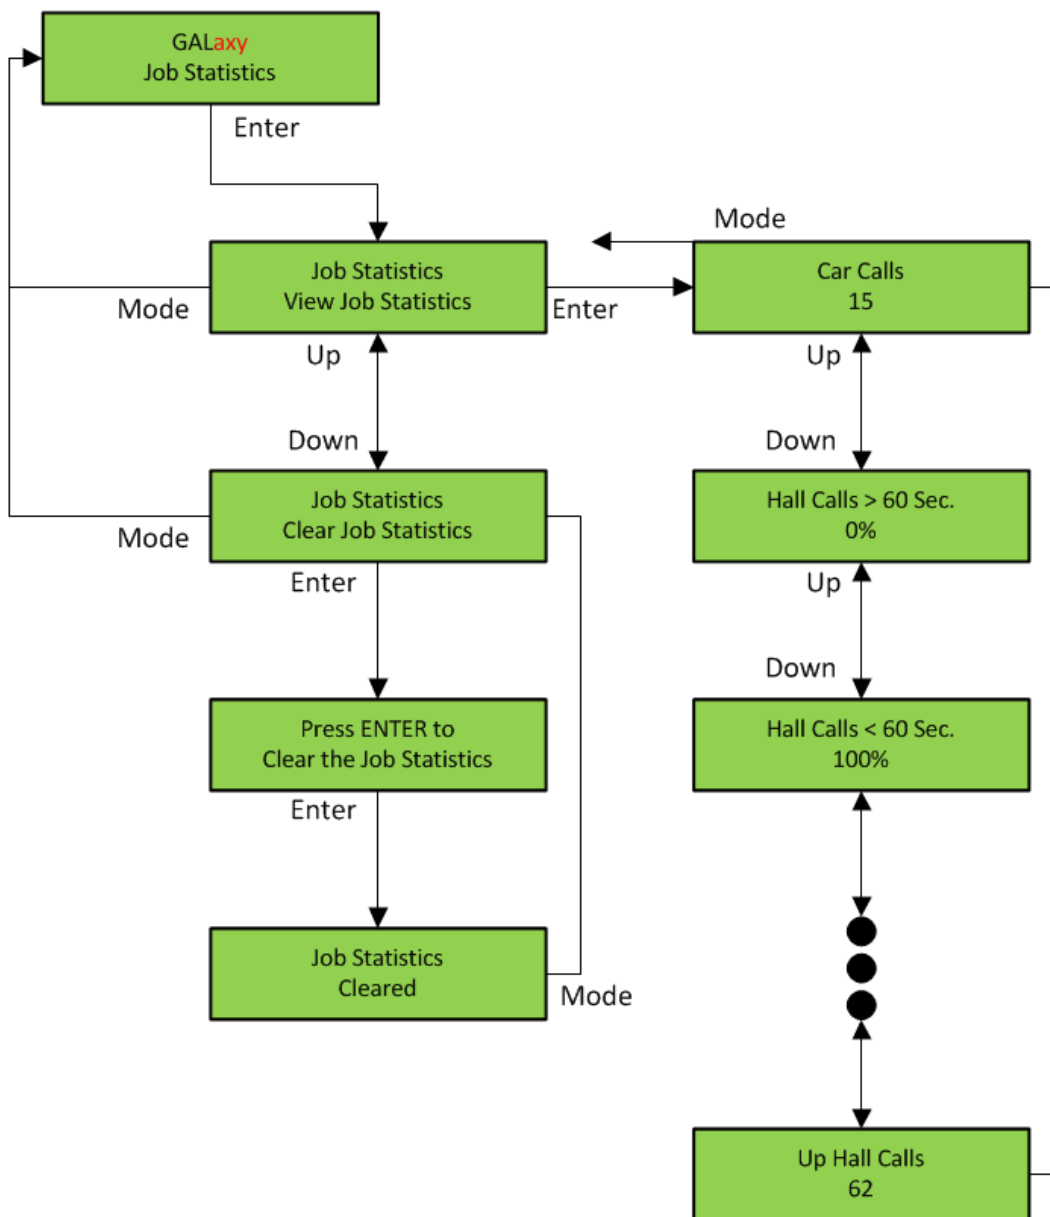 GALaxy
Job Statistics
Enter
Mode
Job Statistics
View Job Statistics
Mode
Enter
Car Calls
15
Up
Down
Up
Down
Job Statistics
Clear Job Statistics
Mode
Enter
Hall Calls > 60 Sec.
0%
Up
Down
Press ENTER to
Clear the Job Statistics
Enter
Hall Calls < 60 Sec.
100%
Job Statistics
Cleared
Mode
Up Hall Calls
62